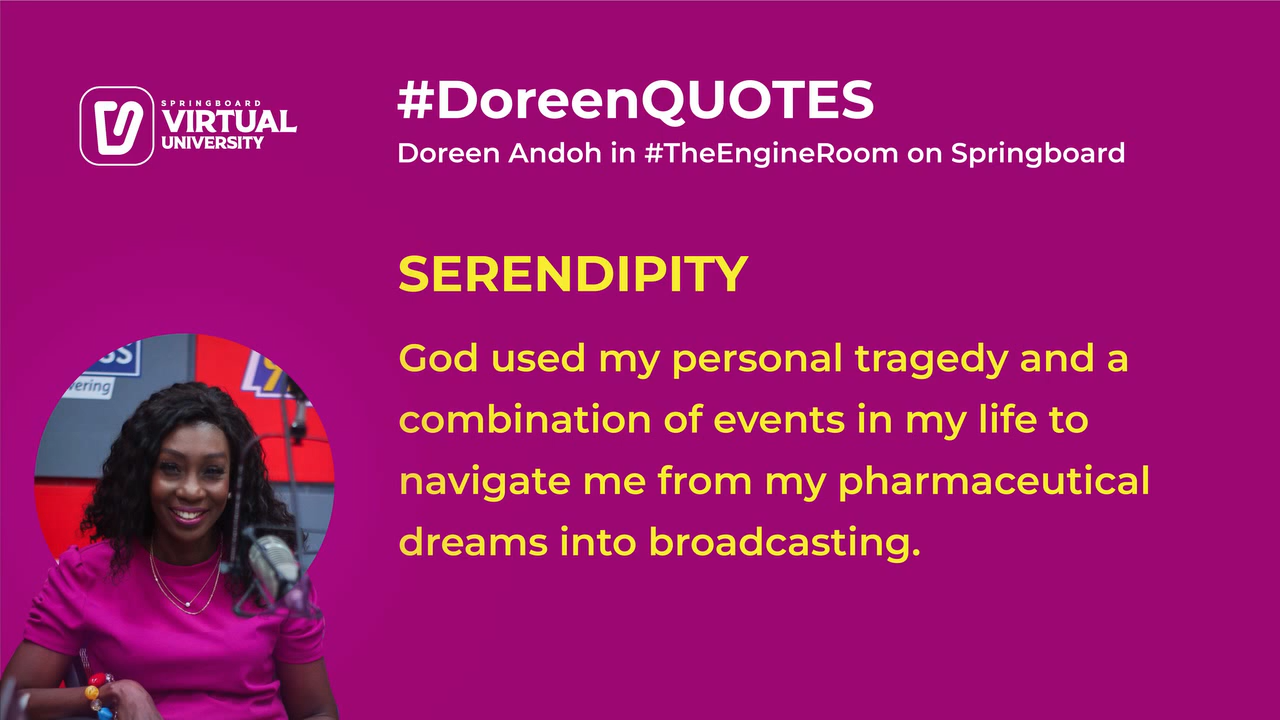 SPRINGBOARD
VIRTUAL
UNIVERSITY
#DoreenQUOTES
Doreen Andoh in #TheEngineRoom on Springboard
SERENDIPITY
God used my personal tragedy and a
combination of events in my life to
navigate me from my pharmaceutical
dreams into broadcasting.
vering